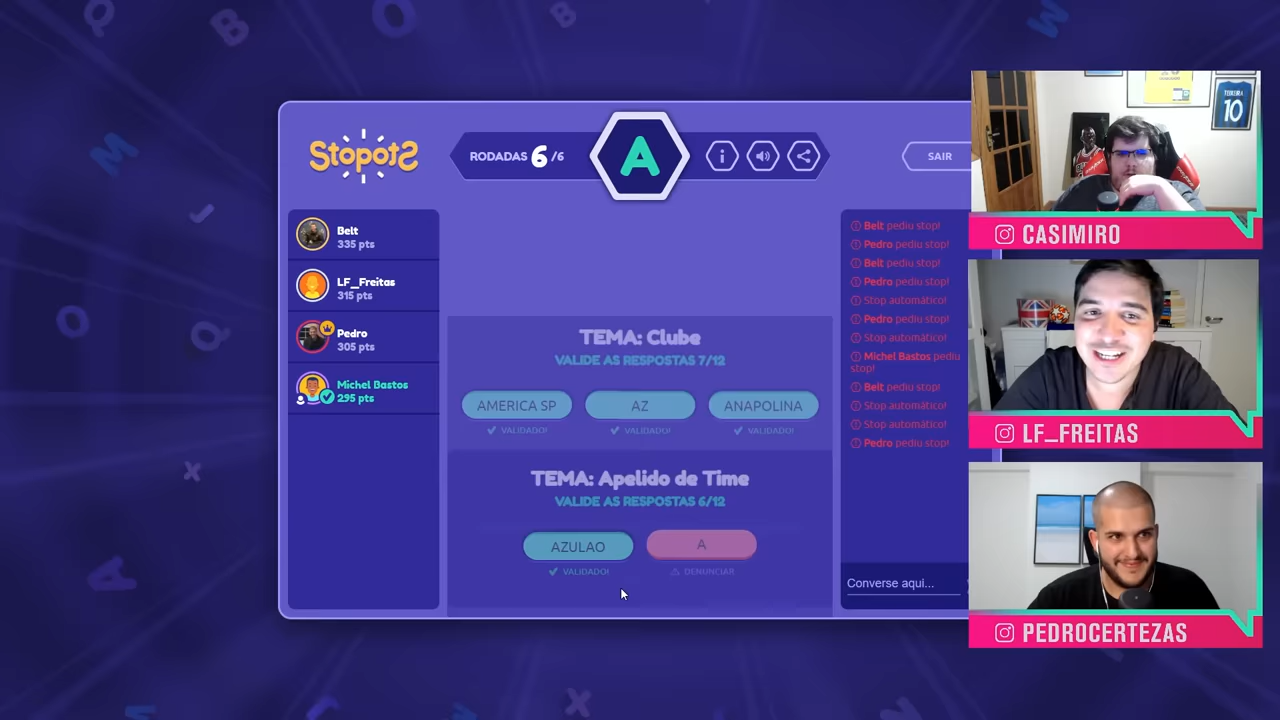 StopotS
RODADAS 6/6
A
SAIR
Belt
335 pts
LF_Freitas
315 pts
Pedro
305 pts
Michel Bastos
295 pts
TEMA: Clube
VALIDE AS RESPOSTAS 7/12
AMERICA SP
AZ
ANAPOLINA
VALIDADO!
VALIDADO!
VALIDADO!
TEMA: Apelido de Time
VALIDE AS RESPOSTAS 6/12
AZULAO
A
VALIDADO!
DENUNCIAR
Belt pediu stop!
Pedro pediu stop!
Belt pediu stop!
Pedro pediu stop!
Stop automático!
Pedro pediu stop!
Stop automático!
Michel Bastos pediu
stop!
Belt pediu stop!
Stop automático!
Stop automático!
Pedro pediu stop!
Converse aqui...
TEIXEIRA
10
CASIMIRO
LF_FREITAS
PEDROCERTEZAS